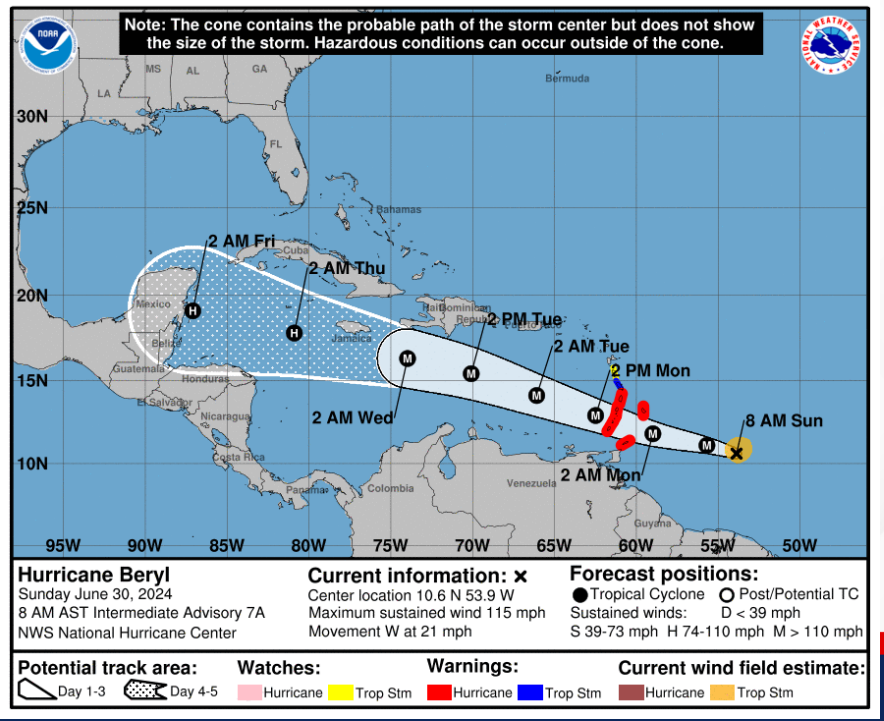 Note: The cone contains the probable path of the storm center but does not show
the size of the storm. Hazardous conditions can occur outside of the cone.
NOAA
NATIONAL WEATHER SERVICE
MS
AL
GA
LA
Bermuda
30N
FL
25N
Bahamas
2 AM Fri
Cuba
2 AM Thu
20N
Mexico
Haiti
Dominican
Republic
2 PM Tue
Puerto Rico
Jamaica
Belize
2 AM Tue
Guatemala
15N
Honduras
2 PM Mon
El Salvador
Nicaragua
2 AM Wed
8 AM Sun
Costa Rica
10N
2 AM Mon
Panama
Colombia
Venezuela
Guyana
H
H
M
M
M
M
M
M
95W 90W 85W 80W 75W 70W 65W 60W 55W 50W
Hurricane Beryl
Sunday June 30, 2024
8 AM AST Intermediate Advisory 7A
NWS National Hurricane Center
Current information: x
Center location 10.6 N 53.9 W
Maximum sustained wind 115 mph
Movement W at 21 mph
Forecast positions:
Tropical Cyclone Post/Potential TC
Sustained winds: D < 39 mph
S 39-73 mph H 74-110 mph M > 110 mph
Potential track area:
Day 1-3 Day 4-5
Watches:
Hurricane Trop Stm
Warnings:
Hurricane Trop Stm
Current wind field estimate:
Hurricane Trop Stm